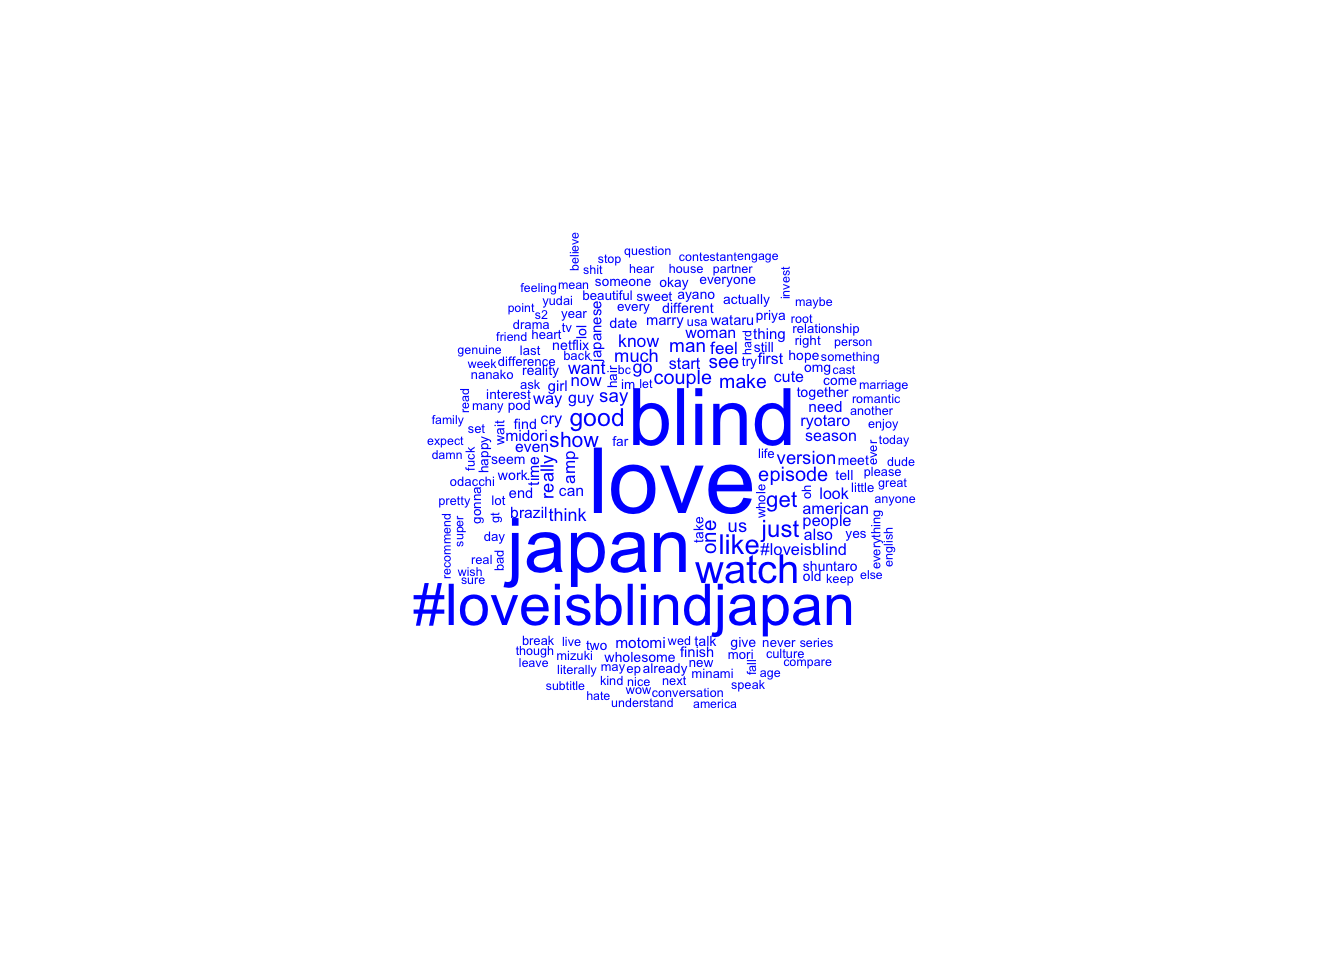 believe
question
stop
contestant
engage
shit
hear
house
partner
invest
feeling
mean
someone
okay
everyone
point
yudai
beautiful
sweet
ayano
actually
maybe
s2
year
every
different
drama
tv
lol
japanese
date
marry
usa
wataru
priya
root
friend
heart
netflix
know
woman
hard
thing
relationship
genuine
last
back
much
man
feel
still
right
person
week
difference
want
go
start
see
try
first
hope
something
nanako
reality
hair
bc
couple
make
cute
omg
cast
ask
girl
now
im
let
come
marriage
read
interest
way
guy
say
together
romantic
many
pod
good
blind
need
another
family
set
wait
find
cry
ryotaro
enjoy
expect
midori
show
far
season
today
damn
fuck
happy
even
life
version
meet
ever
dude
seem
time
really
amp
love
episode
tell
please
odacchi
work
can
whole
get
oh
look
little
great
pretty
gonna
lot
end
american
anyone
gt
brazil
think
people
recommend
super
day
japan
take
one
us
just
also
yes
everything
english
real
bad
like
#loveisblind
wish
watch
shuntaro
sure
old
keep
else
#loveisblindjapan
break
live
two
motomi
wed
talk
give
never
series
though
mizuki
wholesome
finish
mori
culture
leave
literally
may
ep
already
new
minami
fall
age
compare
subtitle
kind
nice
next
speak
hate
wow
conversation
understand
america